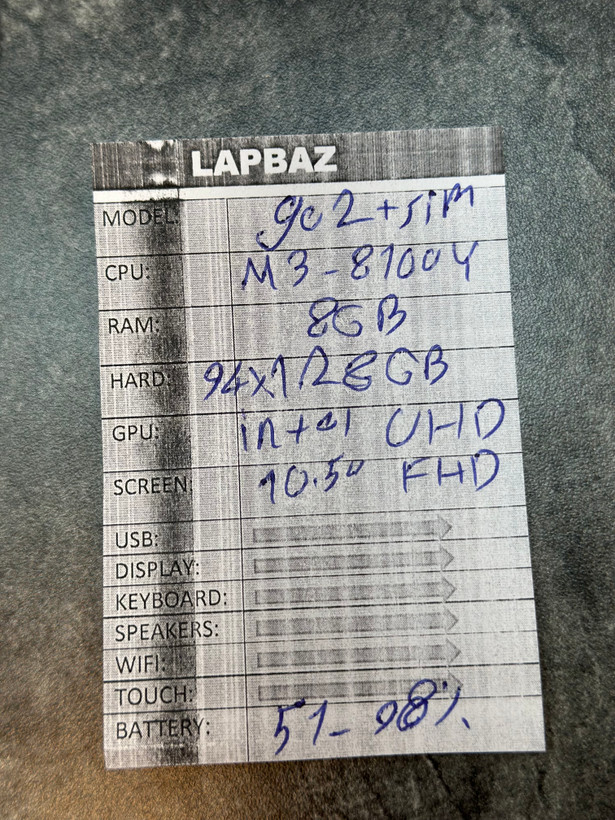 LAPBAZ
MODEL: go2+sim
CPU: M3-8100Y
RAM: 8GB
HARD: 94x128GB
GPU: intel UHD
SCREEN: 10.5" FHD
USB:
DISPLAY:
KEYBOARD:
SPEAKERS:
WIFI:
TOUCH:
BATTERY: 51-98%